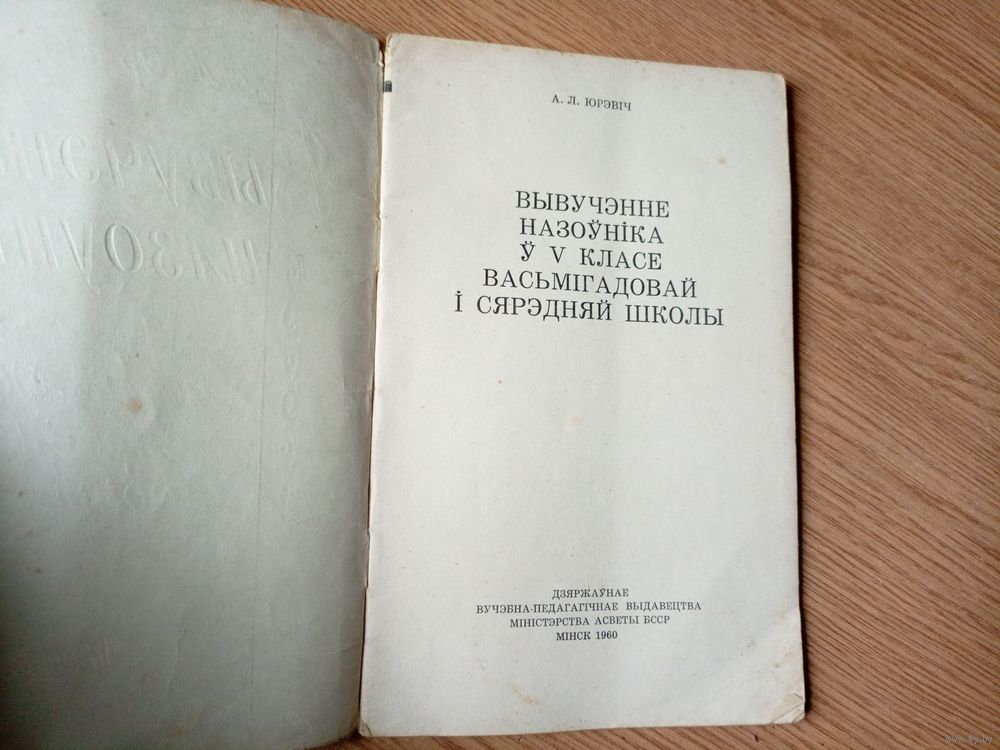 А. Л. ЮРЭВІЧ
ВЫВУЧЭННЕ
НАЗОЎНІКА
Ў V КЛАСЕ
ВАСЬМІГАДОВАЙ
І СЯРЭДНЯЙ ШКОЛЫ
ДЗЯРЖАЎНАЕ
ВУЧЭБНА-ПЕДАГАГІЧНАЕ ВЫДАВЕЦТВА
МІНІСТЭРСТВА АСВЕТЫ БССР
МІНСК 1960